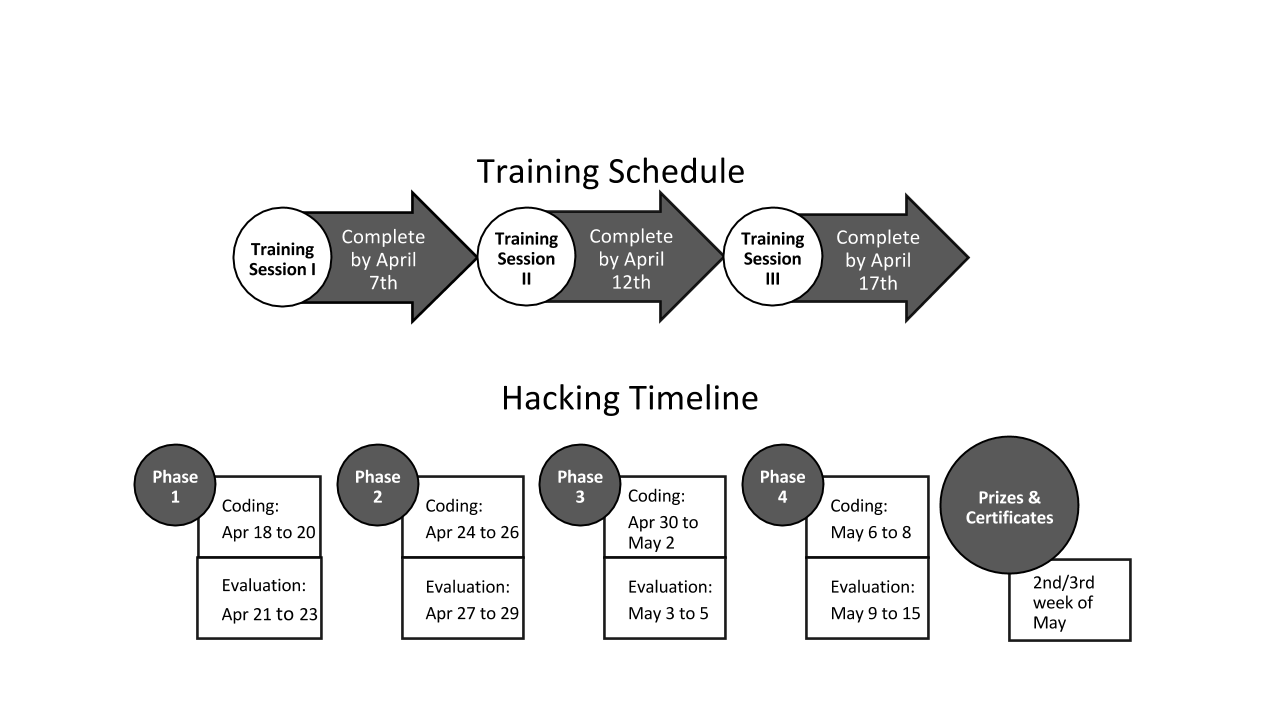 Training Schedule
Training
Session I
Complete
by April
7th
Training
Session
II
Complete
by April
12th
Training
Session
III
Complete
by April
17th
Hacking Timeline
Phase
1
Coding:
Apr 18 to 20
Evaluation:
Apr 21 to 23
Phase
2
Coding:
Apr 24 to 26
Evaluation:
Apr 27 to 29
Phase
3
Coding:
Apr 30 to
May 2
Evaluation:
May 3 to 5
Phase
4
Coding:
May 6 to 8
Evaluation:
May 9 to 15
Prizes &
Certificates
2nd/3rd
week of
May